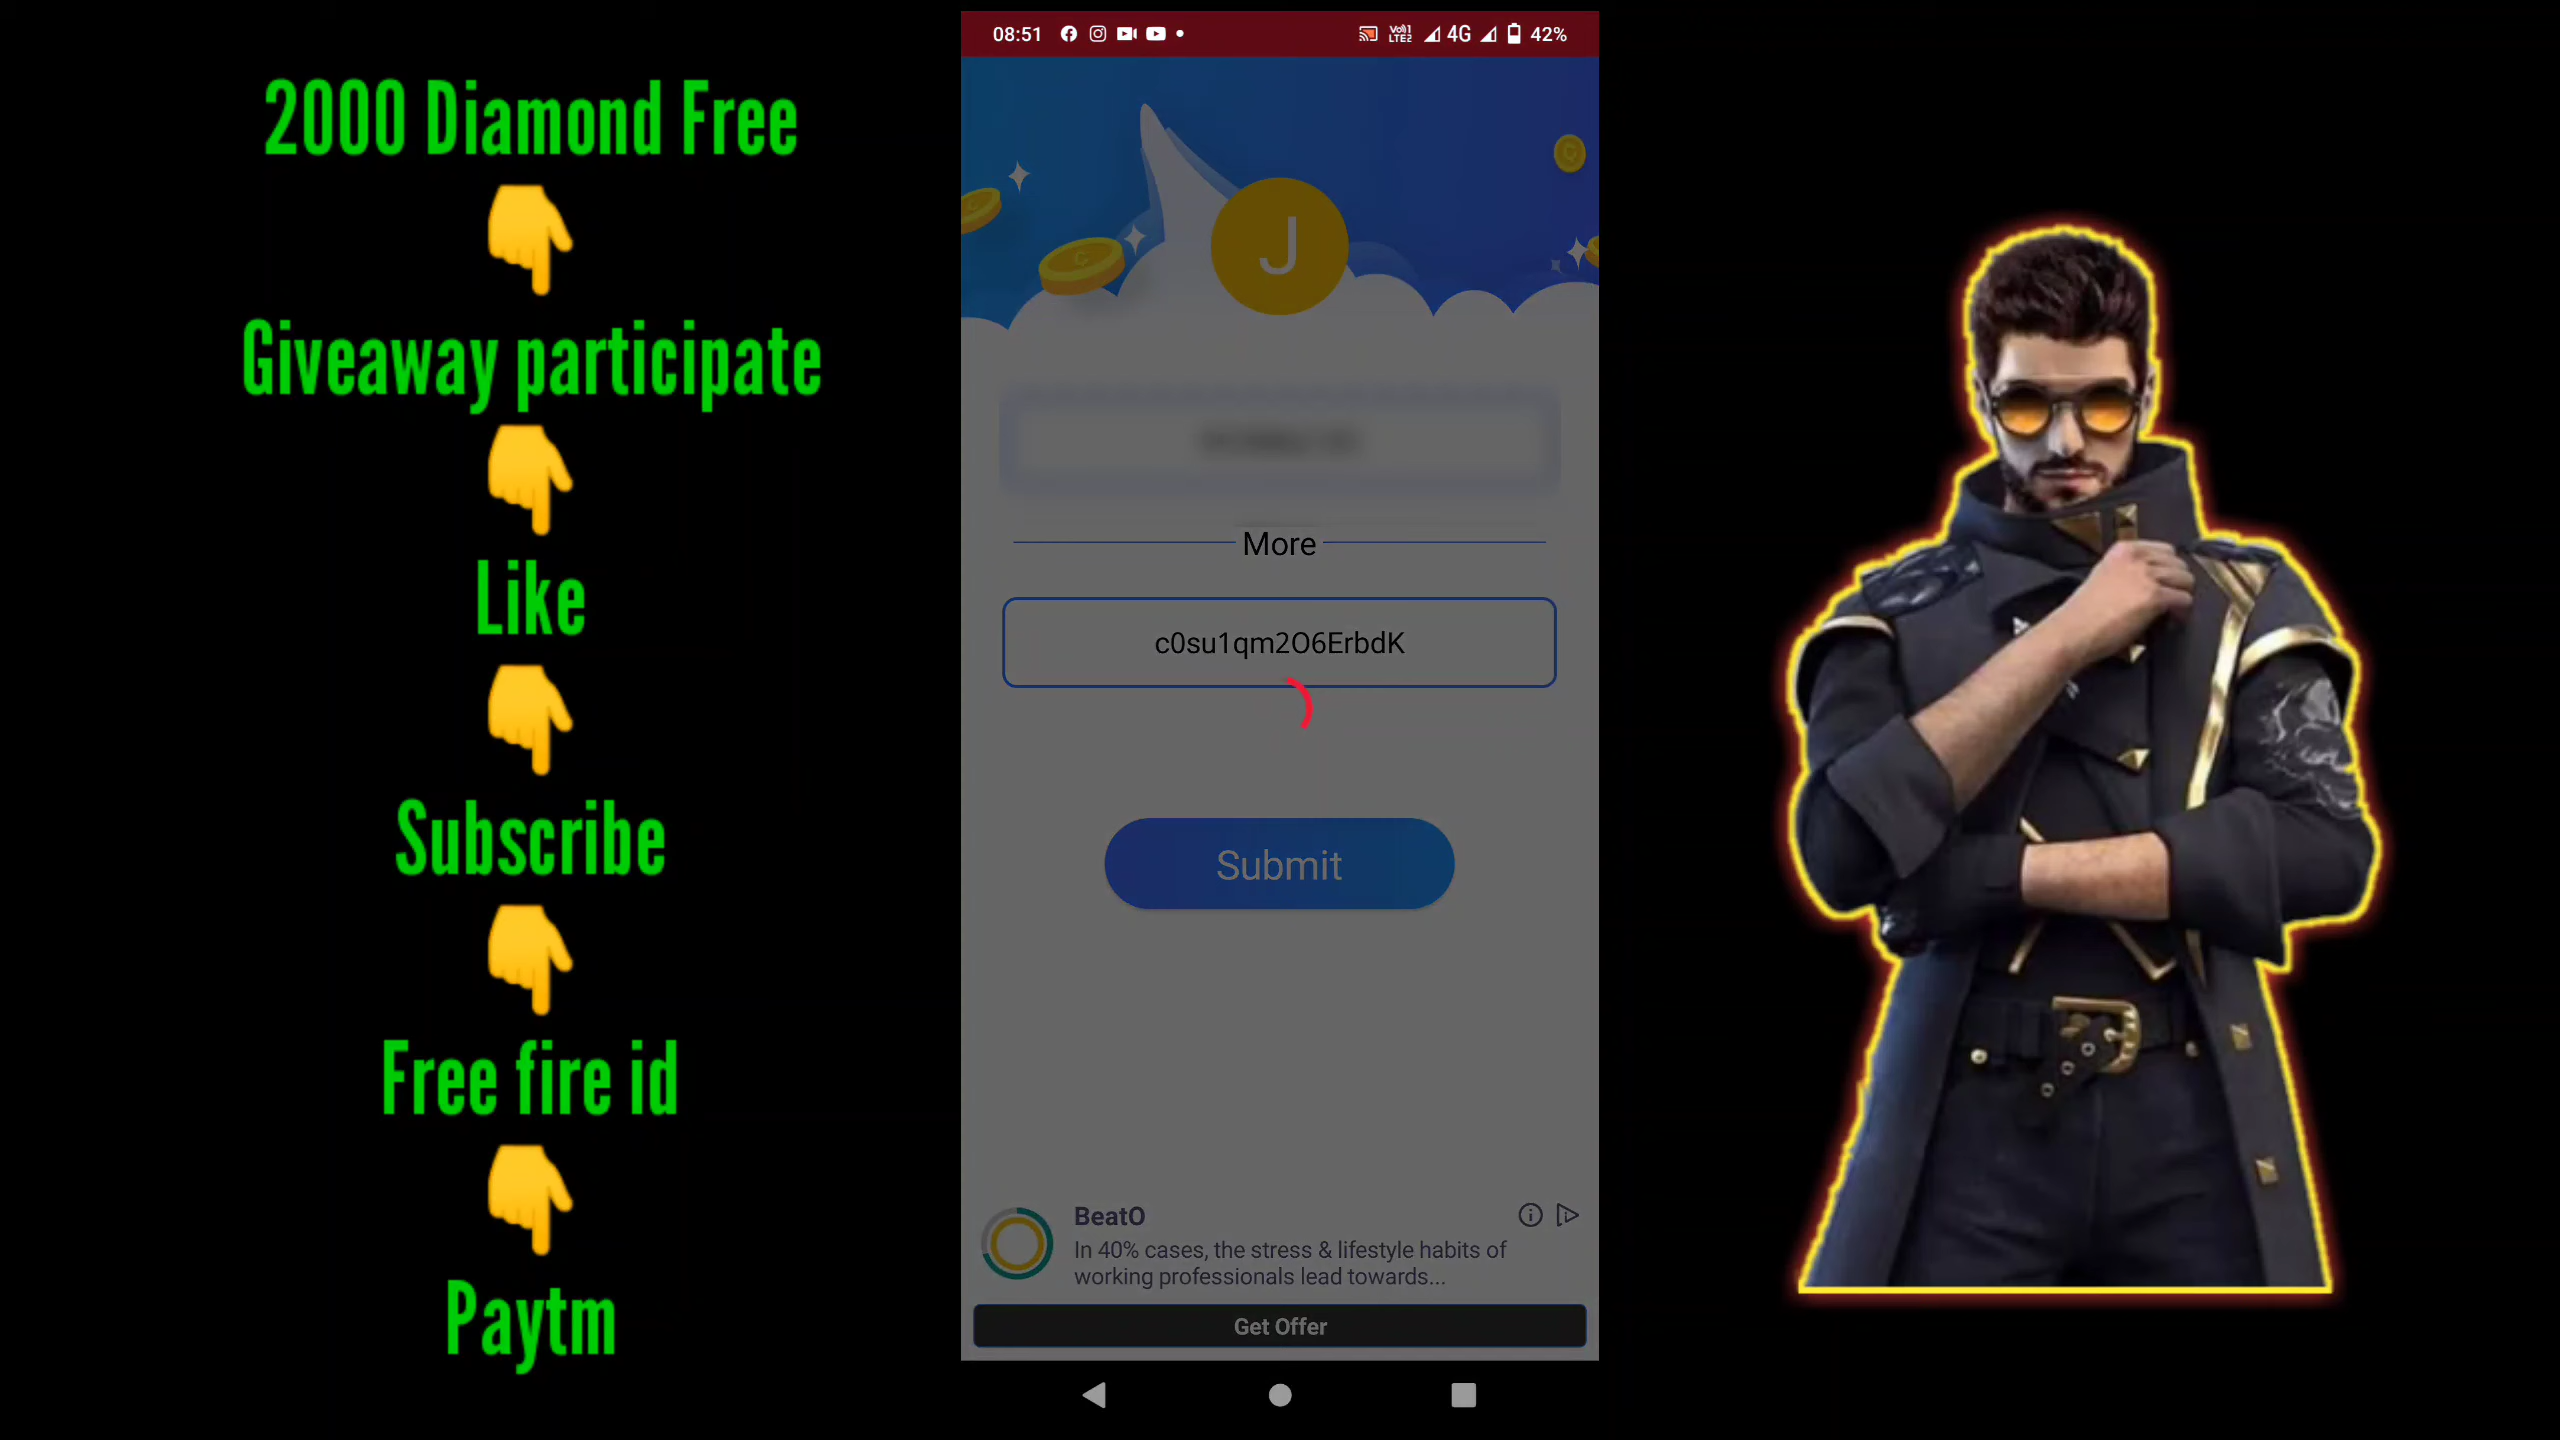 2000 Diamond Free
Giveaway participate
Like
Subscribe
Free fire id
Paytm
08:51
4G
42%
J
More
c0su1qm2O6ErbdK
Submit
BeatO
In 40% cases, the stress & lifestyle habits of
working professionals lead towards...
Get Offer